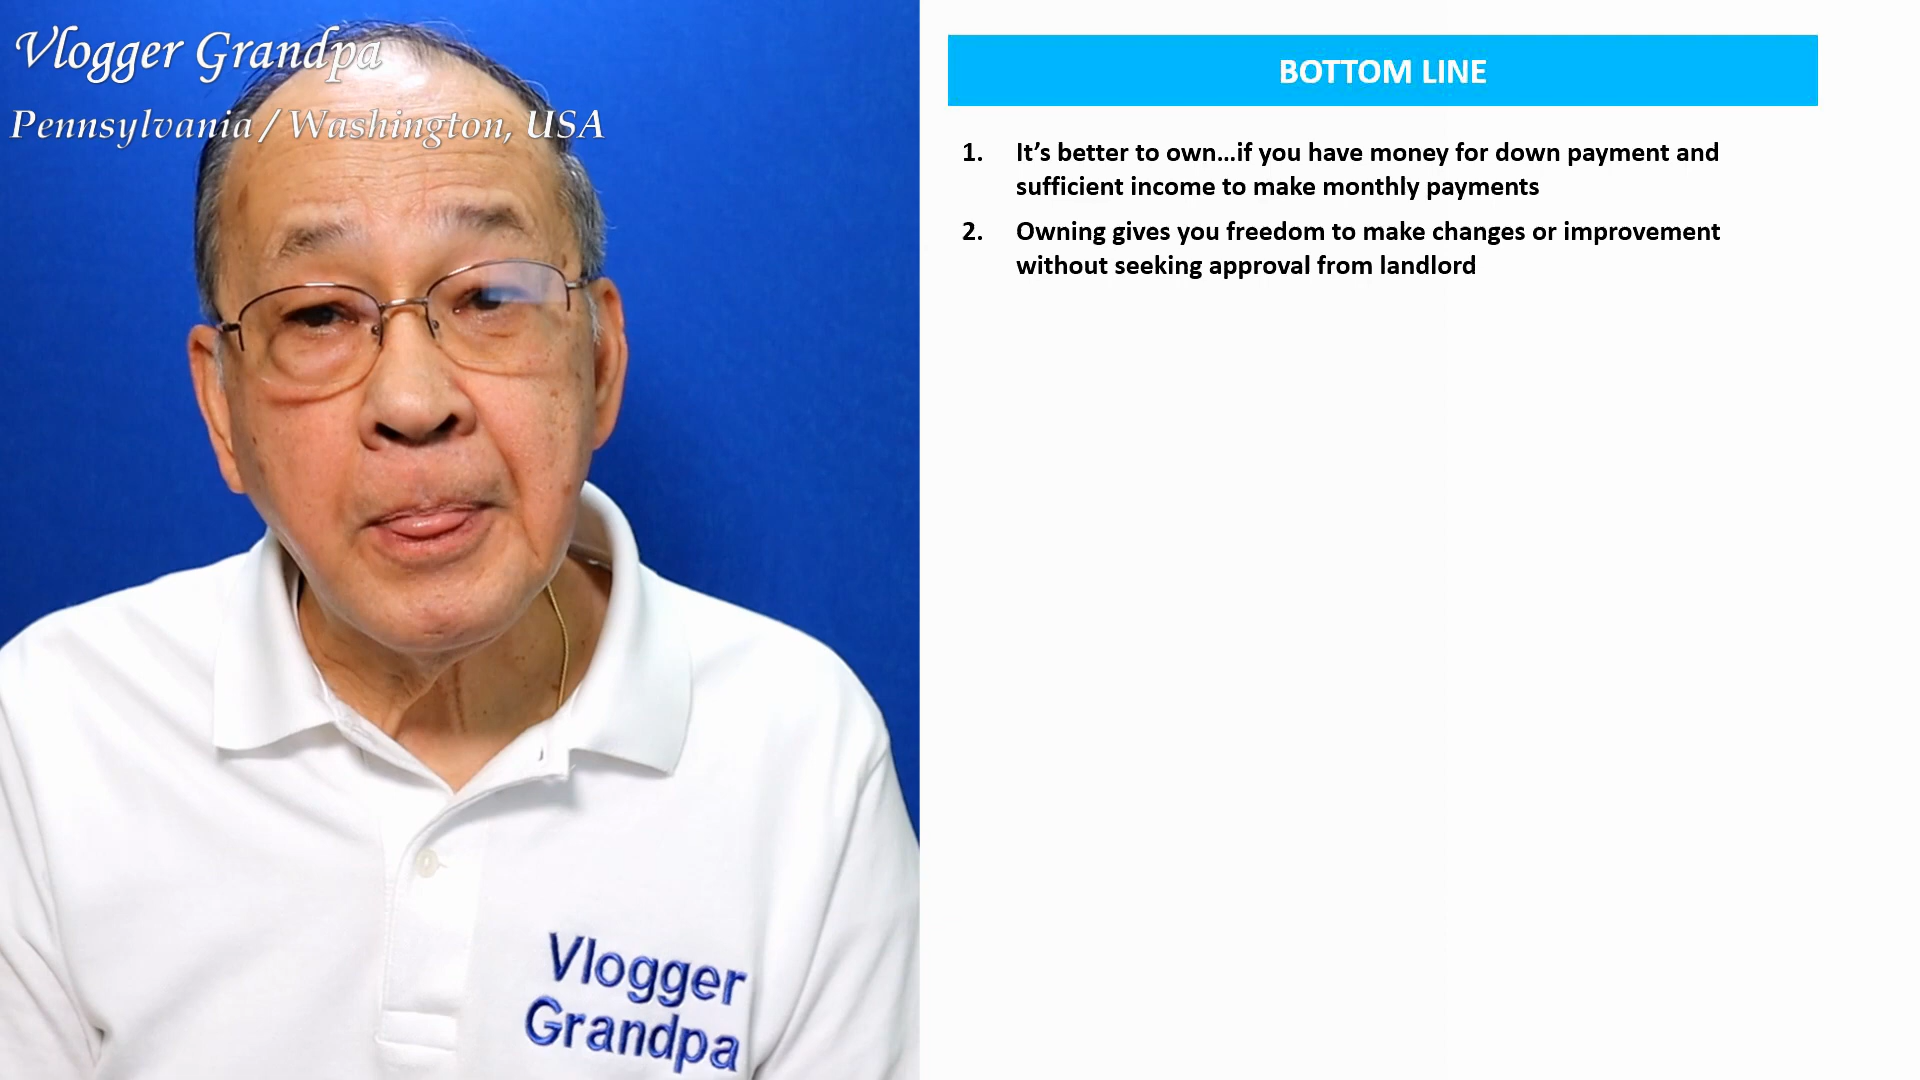 Vlogger Grandpa
Pennsylvania / Washington, USA
BOTTOM LINE
1. It’s better to own...if you have money for down payment and
sufficient income to make monthly payments
2. Owning gives you freedom to make changes or improvement
without seeking approval from landlord
Vlogger
Grandpa